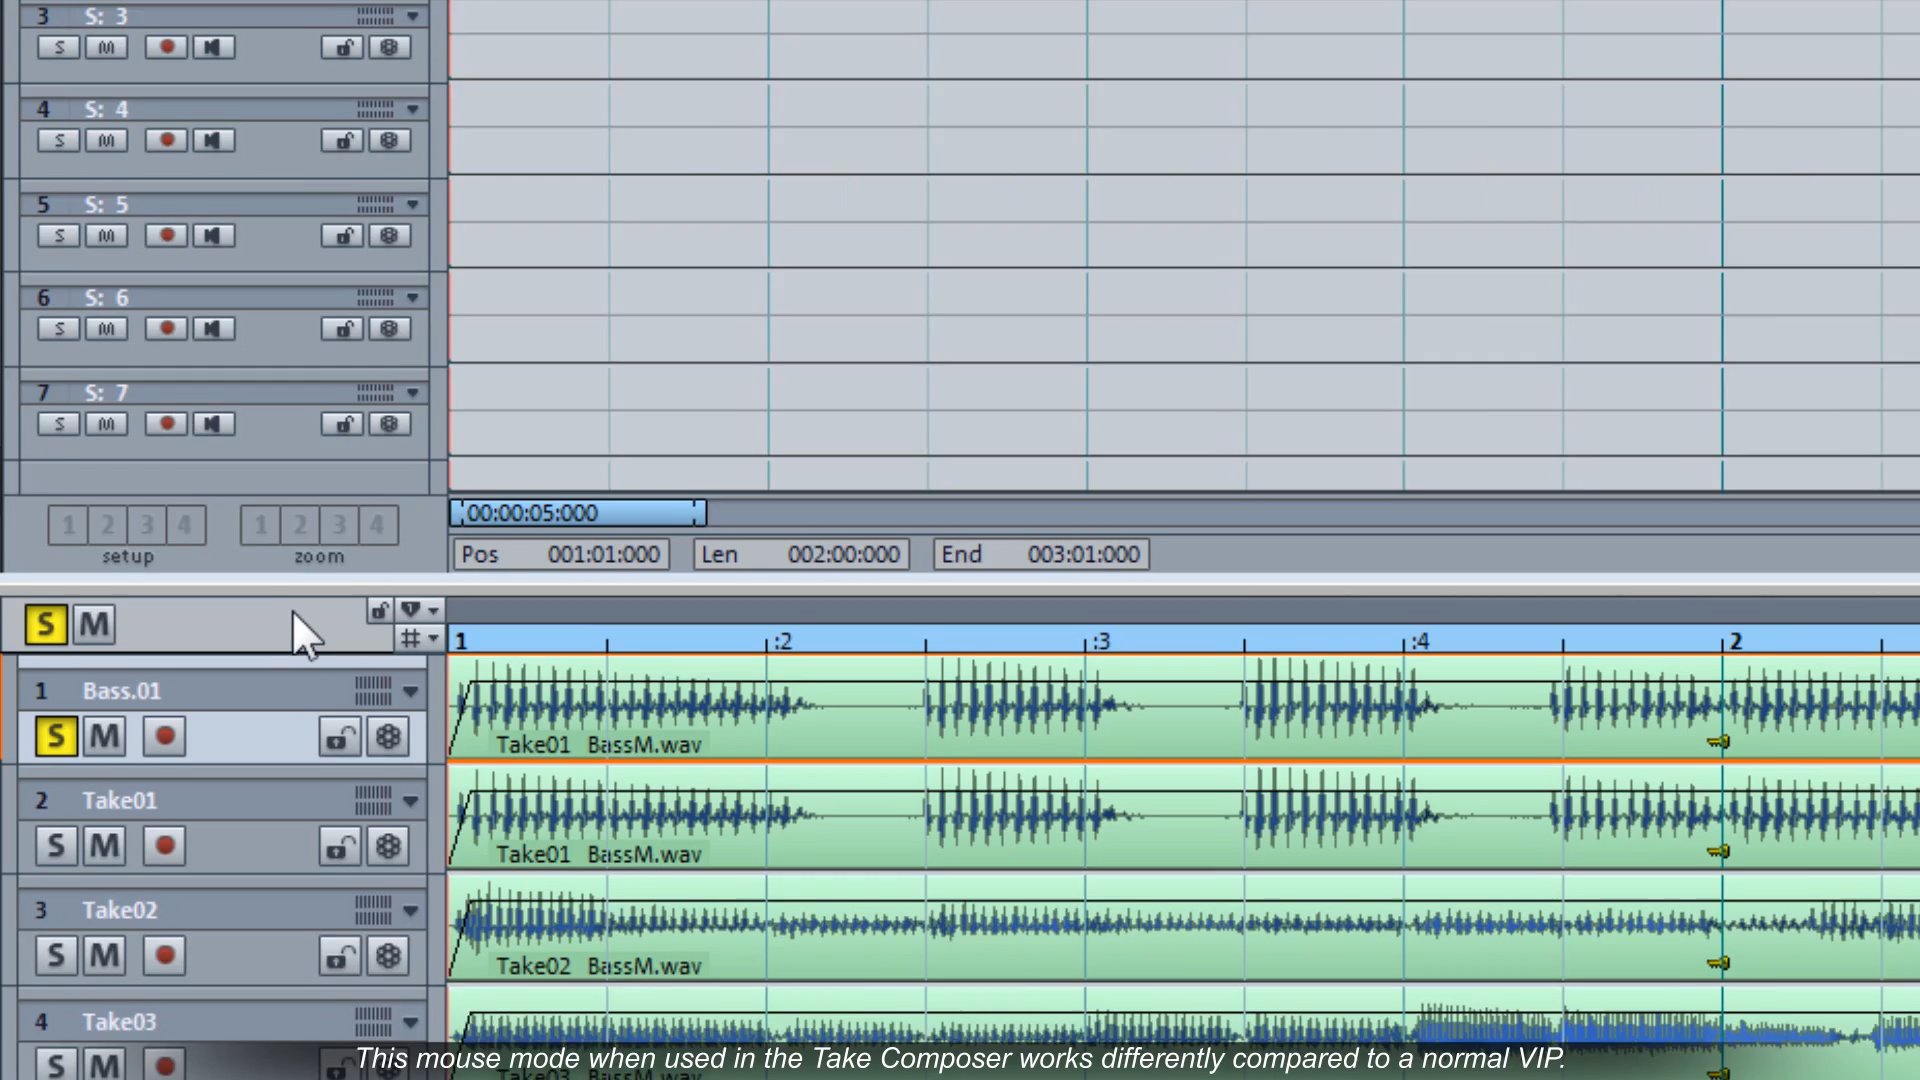 3 S: 3
S M
4 S: 4
S M
5 S: 5
S M
6 S: 6
S M
7 S: 7
S M
1 2 3 4 1 2 3 4
setup zoom
00:00:05:000
Pos 001:01:000 Len 002:00:000 End 003:01:000
S M
1 :2 :3 :4 2
1 Bass.01
S M
Take01 BassM.wav
2 Take01
S M
Take01 BassM.wav
3 Take02
S M
Take02 BassM.wav
4 Take03
S M
This mouse mode when used in the Take Composer works differently compared to a normal VIP.
Take03 BassM.wav